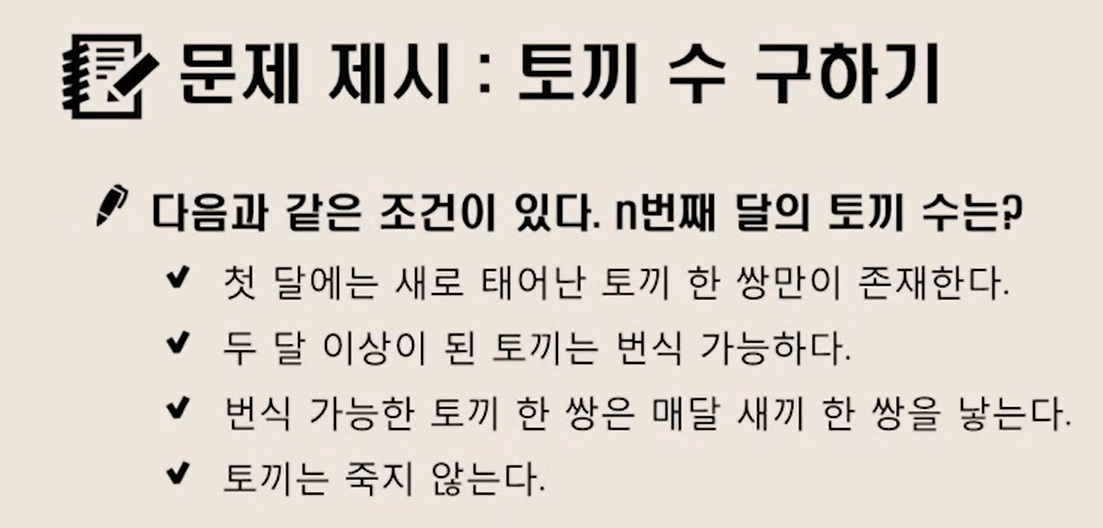 문제 제시 : 토끼 수 구하기
다음과 같은 조건이 있다. n번째 달의 토끼 수는?
첫 달에는 새로 태어난 토끼 한 쌍만이 존재한다.
두 달 이상이 된 토끼는 번식 가능하다.
번식 가능한 토끼 한 쌍은 매달 새끼 한 쌍을 낳는다.
토끼는 죽지 않는다.